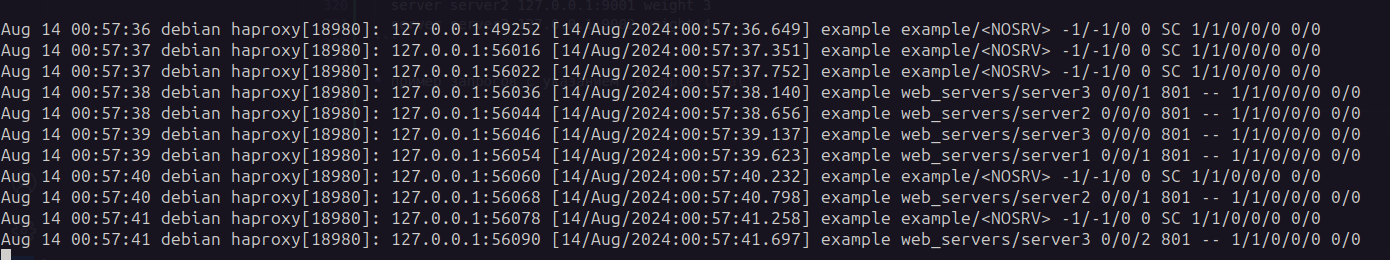 server server2 127.0.0.1:9001 weight 3
Aug 14 00:57:36 debian haproxy[18980]: 127.0.0.1:49252 [14/Aug/2024:00:57:36.649] example example/<NOSRV> -1/-1/0 0 SC 1/1/0/0/0 0/0
Aug 14 00:57:37 debian haproxy[18980]: 127.0.0.1:56016 [14/Aug/2024:00:57:37.351] example example/<NOSRV> -1/-1/0 0 SC 1/1/0/0/0 0/0
Aug 14 00:57:37 debian haproxy[18980]: 127.0.0.1:56022 [14/Aug/2024:00:57:37.752] example example/<NOSRV> -1/-1/0 0 SC 1/1/0/0/0 0/0
Aug 14 00:57:38 debian haproxy[18980]: 127.0.0.1:56036 [14/Aug/2024:00:57:38.140] example web_servers/server3 0/0/1 801 -- 1/1/0/0/0 0/0
Aug 14 00:57:38 debian haproxy[18980]: 127.0.0.1:56044 [14/Aug/2024:00:57:38.656] example web_servers/server2 0/0/0 801 -- 1/1/0/0/0 0/0
Aug 14 00:57:39 debian haproxy[18980]: 127.0.0.1:56046 [14/Aug/2024:00:57:39.137] example web_servers/server3 0/0/0 801 -- 1/1/0/0/0 0/0
Aug 14 00:57:39 debian haproxy[18980]: 127.0.0.1:56054 [14/Aug/2024:00:57:39.623] example web_servers/server1 0/0/1 801 -- 1/1/0/0/0 0/0
Aug 14 00:57:40 debian haproxy[18980]: 127.0.0.1:56060 [14/Aug/2024:00:57:40.232] example example/<NOSRV> -1/-1/0 0 SC 1/1/0/0/0 0/0
Aug 14 00:57:40 debian haproxy[18980]: 127.0.0.1:56068 [14/Aug/2024:00:57:40.798] example web_servers/server2 0/0/1 801 -- 1/1/0/0/0 0/0
Aug 14 00:57:41 debian haproxy[18980]: 127.0.0.1:56078 [14/Aug/2024:00:57:41.258] example example/<NOSRV> -1/-1/0 0 SC 1/1/0/0/0 0/0
Aug 14 00:57:41 debian haproxy[18980]: 127.0.0.1:56090 [14/Aug/2024:00:57:41.697] example web_servers/server3 0/0/2 801 -- 1/1/0/0/0 0/0